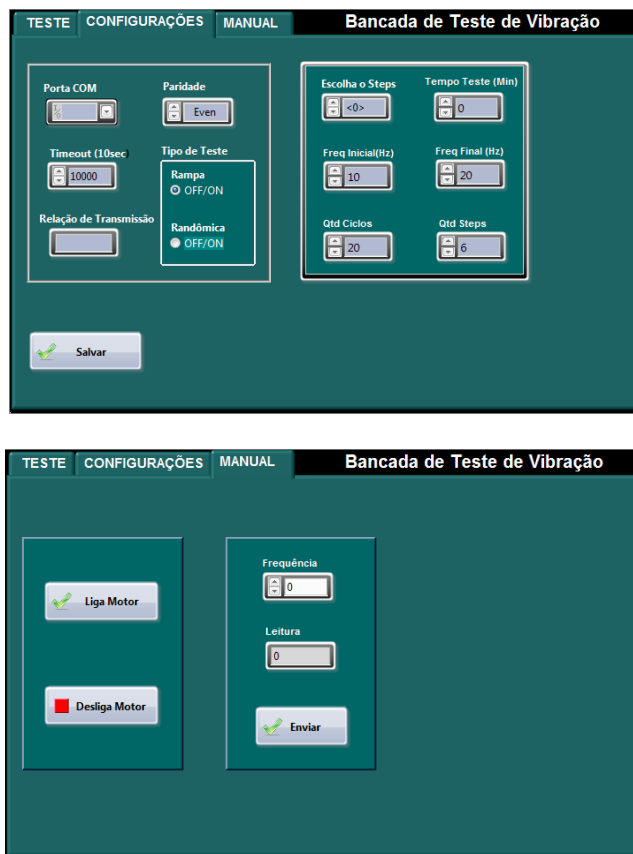 TESTE CONFIGURAÇÕES MANUAL Bancada de Teste de Vibração
Porta COM Paridade
Even
Timeout (10sec)
10000
Tipo de Teste
Rampa
OFF/ON
Randômica
OFF/ON
Relação de Transmissão
Escolha o Steps Tempo Teste (Min)
<0> 0
Freq Inicial(Hz) Freq Final (Hz)
10 20
Qtd Ciclos Qtd Steps
20 6
Salvar
TESTE CONFIGURAÇÕES MANUAL Bancada de Teste de Vibração
Liga Motor
Desliga Motor
Frequência
0
Leitura
0
Enviar